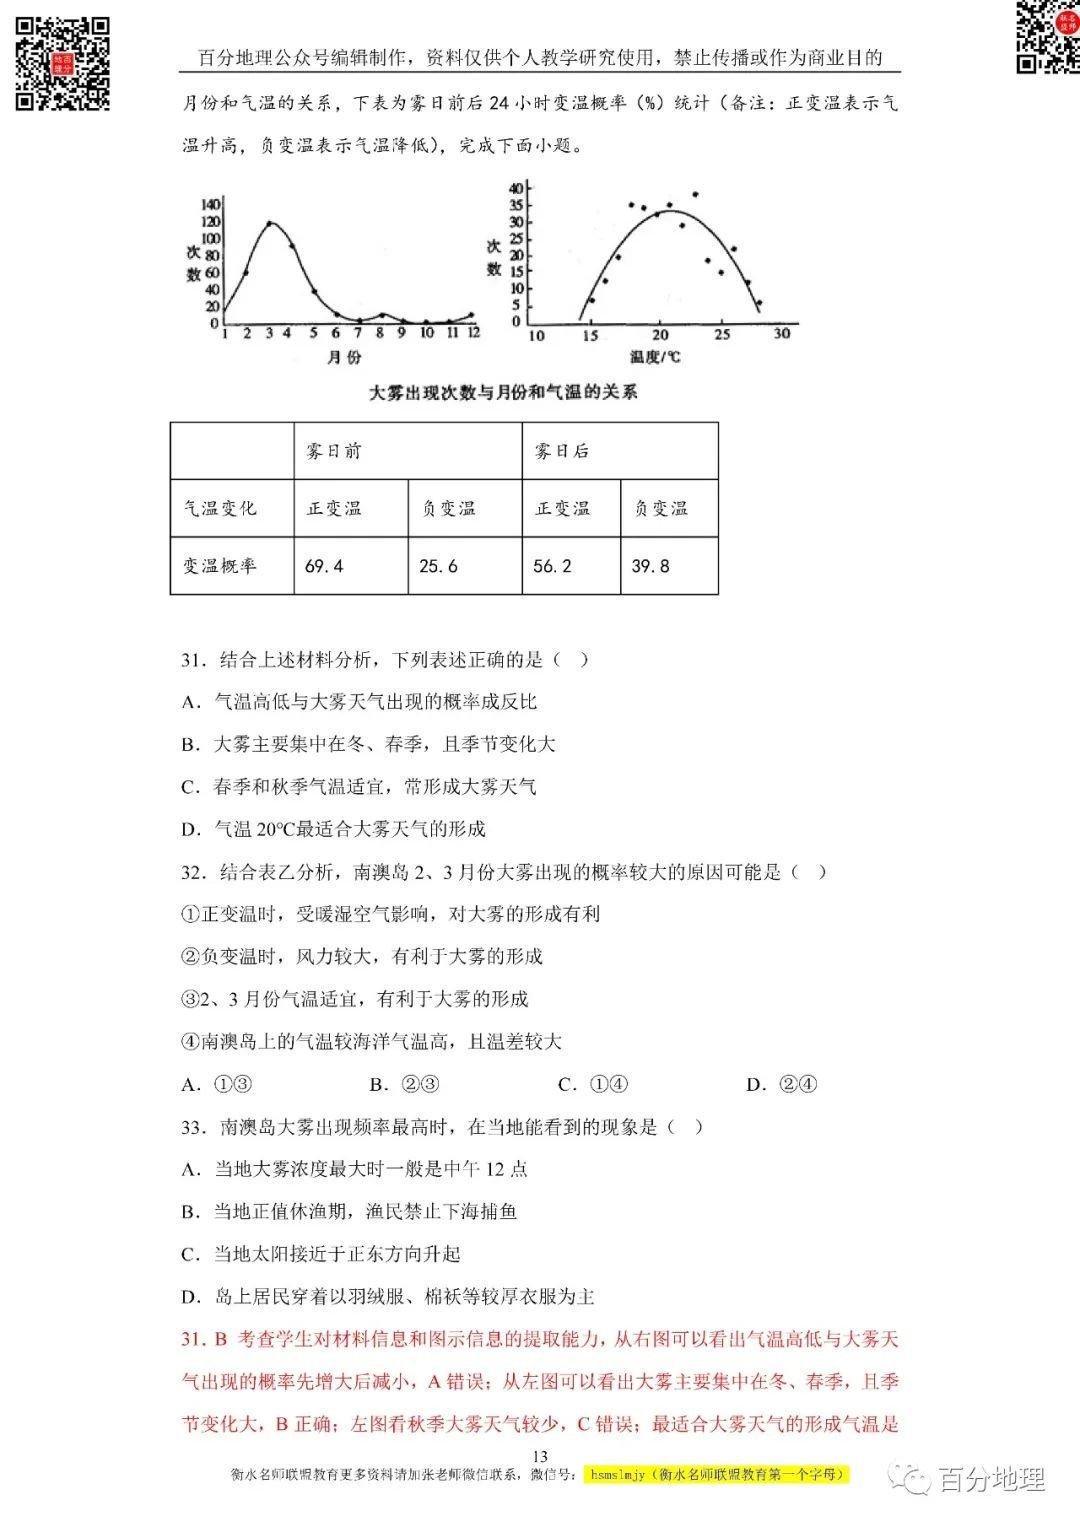 百分地理公众号编辑制作，资料仅供个人教学研究使用，禁止传播或作为商业目的
月份和气温的关系，下表为雾日前后 24 小时变温概率（%）统计（备注：正变温表示气
温升高，负变温表示气温降低），完成下面小题。
次数
140
120
100
80
60
40
20
0
1 2 3 4 5 6 7 8 9 10 11 12
月份
次数
40
35
30
25
20
15
10
5
0
10 15 20 25 30
温度/℃
大雾出现次数与月份和气温的关系
雾日前 雾日后
气温变化 正变温 负变温 正变温 负变温
变温概率 69.4 25.6 56.2 39.8
31．结合上述材料分析，下列表述正确的是（ ）
A．气温高低与大雾天气出现的概率成反比
B．大雾主要集中在冬、春季，且季节变化大
C．春季和秋季气温适宜，常形成大雾天气
D．气温 20℃最适合大雾天气的形成
32．结合表乙分析，南澳岛 2、3 月份大雾出现的概率较大的原因可能是（ ）
①正变温时，受暖湿空气影响，对大雾的形成有利
②负变温时，风力较大，有利于大雾的形成
③2、3 月份气温适宜，有利于大雾的形成
④南澳岛上的气温较海洋气温高，且温差较大
A．①③ B．②③ C．①④ D．②④
33．南澳岛大雾出现频率最高时，在当地能看到的现象是（ ）
A．当地大雾浓度最大时一般是中午 12 点
B．当地正值休渔期，渔民禁止下海捕鱼
C．当地太阳接近于正东方向升起
D．岛上居民穿着以羽绒服、棉袄等较厚衣服为主
31．B 考查学生对材料信息和图示信息的提取能力，从右图可以看出气温高低与大雾天
气出现的概率先增大后减小，A 错误；从左图可以看出大雾主要集中在冬、春季，且季
节变化大，B 正确；左图看秋季大雾天气较少，C 错误；最适合大雾天气的形成气温是
13
衡水名师联盟教育更多资料请加张老师微信联系，微信号： hsmslmjy（衡水名师联盟教育第一个字母）
百分地理